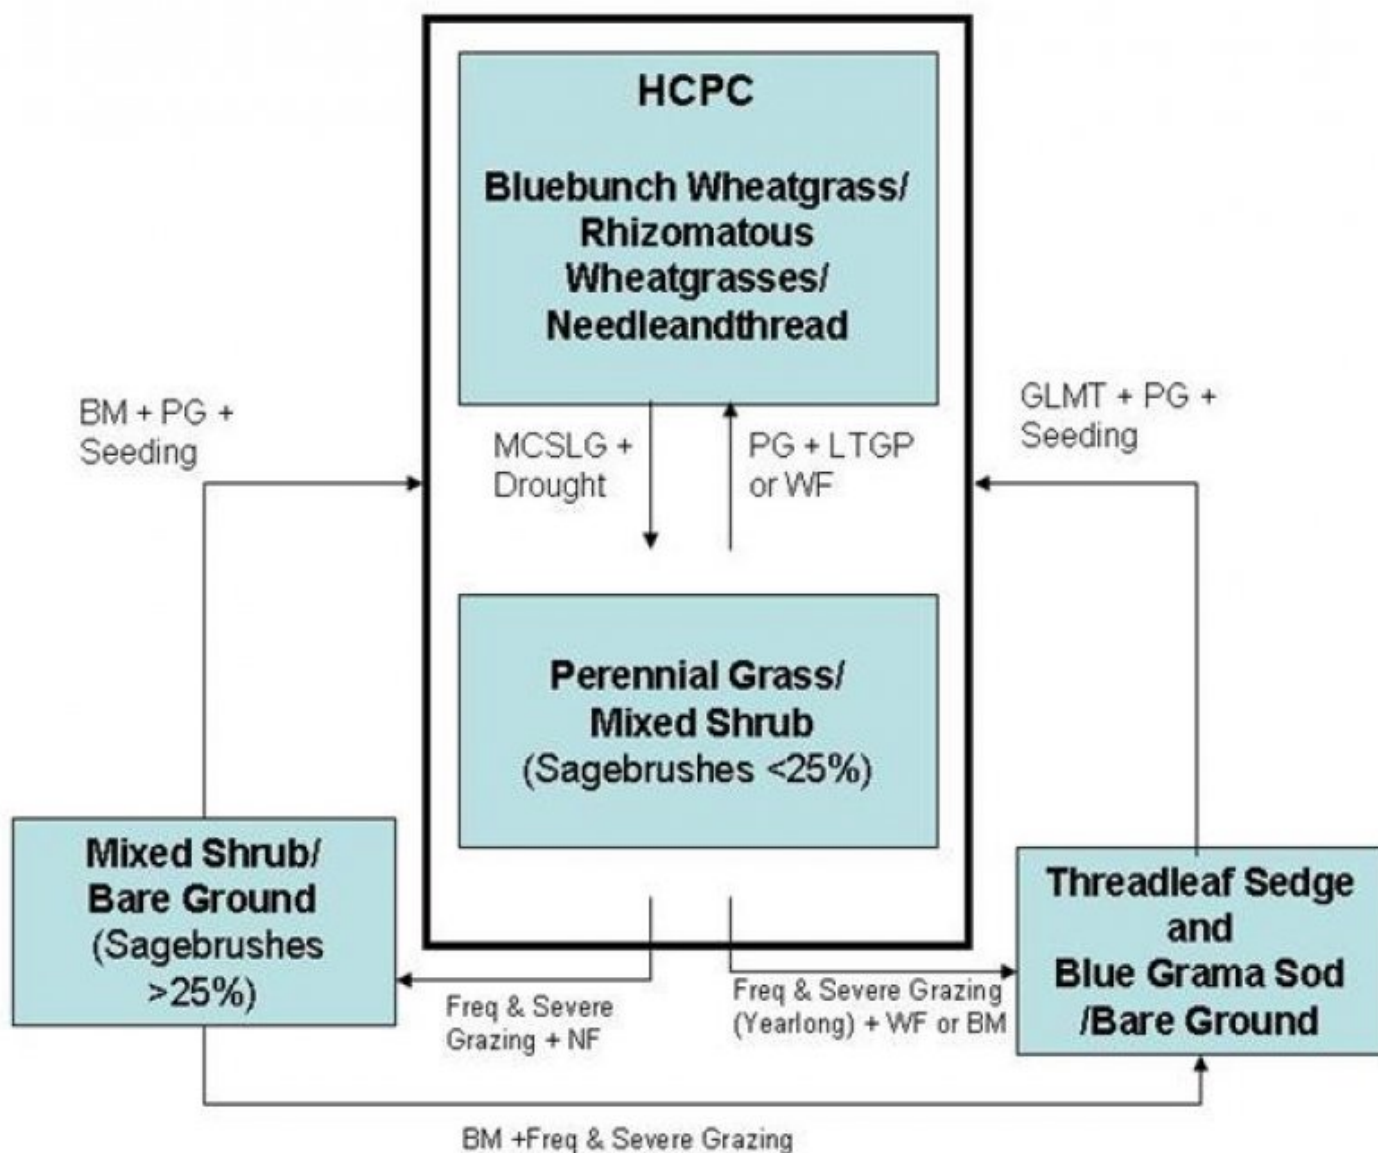 HCPC
Bluebunch Wheatgrass/
Rhizomatous
Wheatgrasses/
Needleandthread
BM + PG +
Seeding
MCSLG +
Drought
PG + LTGP
or WF
GLMT + PG +
Seeding
Perennial Grass/
Mixed Shrub
(Sagebrushes <25%)
Mixed Shrub/
Bare Ground
(Sagebrushes
>25%)
Threadleaf Sedge
and
Blue Grama Sod
/Bare Ground
Freq & Severe
Grazing + NF
Freq & Severe Grazing
(Yearlong) + WF or BM
BM +Freq & Severe Grazing